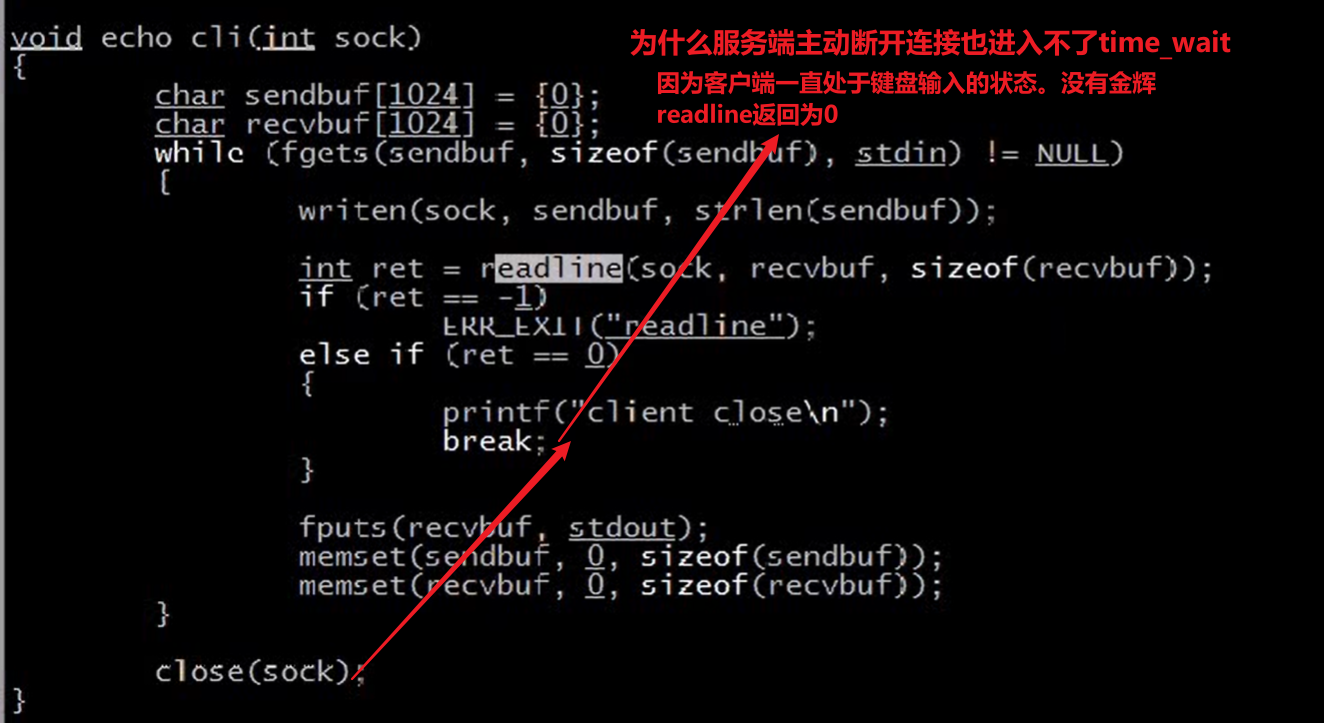 void echo cli(int sock)
为什么服务端主动断开连接也进入不了time_wait
{
因为客户端一直处于键盘输入的状态。没有金辉
readline返回为0
char sendbuf[1024] = {0};
char recvbuf[1024] = {0};
while (fgets(sendbuf, sizeof(sendbuf), stdin) != NULL)
{
writen(sock, sendbuf, strlen(sendbuf));
int ret = readline(sock, recvbuf, sizeof(recvbuf));
if (ret == -1)
ERR_EXIT("readline");
else if (ret == 0)
{
printf("client close\n");
break;
}
fputs(recvbuf, stdout);
memset(sendbuf, 0, sizeof(sendbuf));
memset(recvbuf, 0, sizeof(recvbuf));
}
close(sock);
}